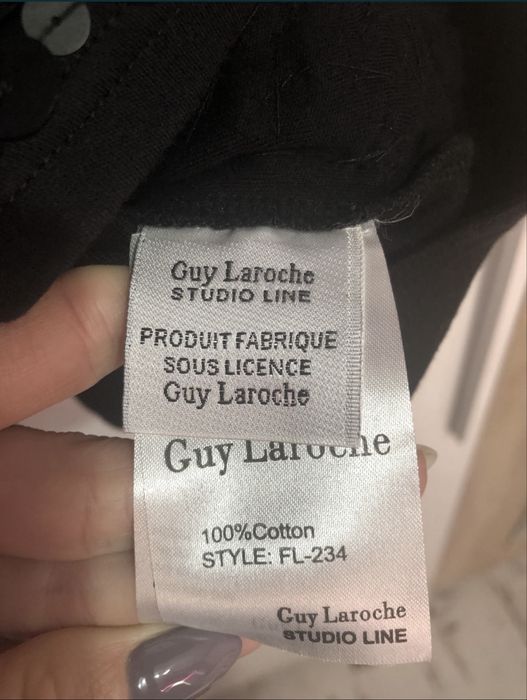 Guy Laroche
STUDIO LINE
PRODUIT FABRIQUE
SOUS LICENCE
Guy Laroche
Guy Laroche
100%Cotton
STYLE: FL-234
Guy Laroche
STUDIO LINE